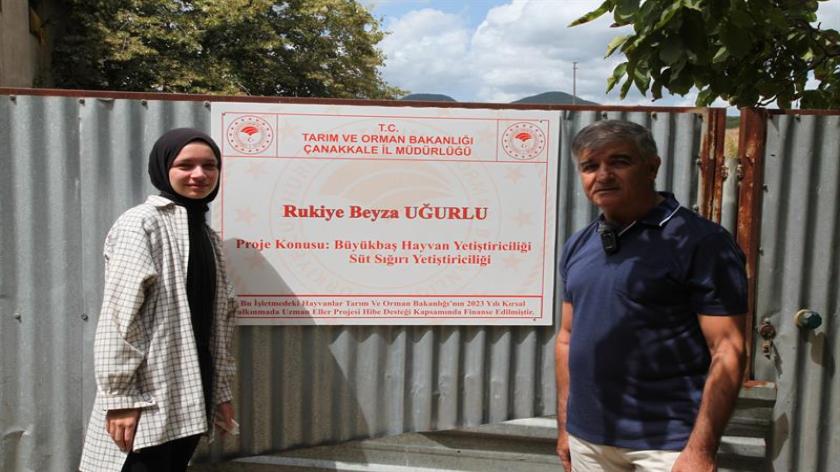 T.C.
TARIM VE ORMAN BAKANLIĞI
ÇANAKKALE İL MÜDÜRLÜĞÜ
Rukiye Beyza UĞURLU
Proje Konusu: Büyükbaş Hayvan Yetiştiriciliği
Süt Sığırı Yetiştiriciliği
Bu İşletmedeki Hayvanlar Tarım Ve Orman Bakanlığı'nın 2023 Yılı Kırsal
alkınmada Uzman Eller Projesi Hibe Desteği Kapsamında Finanse Edilmiştir.